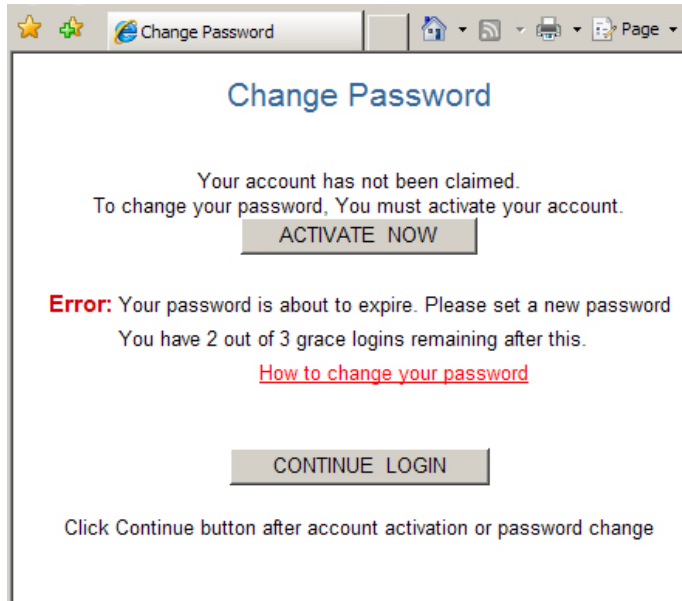 Change Password
Page
Change Password
Your account has not been claimed.
To change your password, You must activate your account.
ACTIVATE NOW
Error: Your password is about to expire. Please set a new password
You have 2 out of 3 grace logins remaining after this.
How to change your password
CONTINUE LOGIN
Click Continue button after account activation or password change